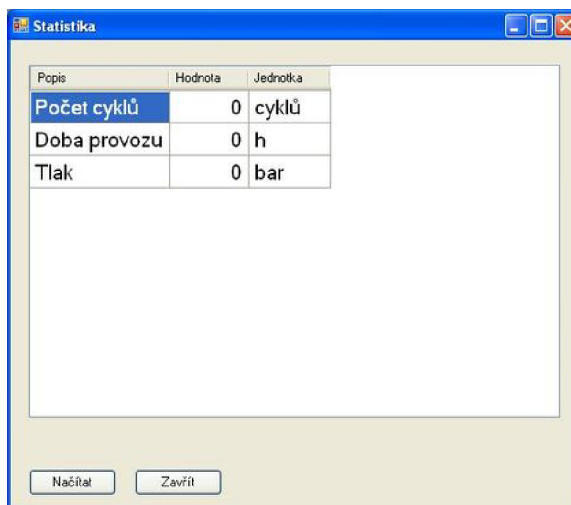 Statistika
Popis Hodnota Jednotka
Počet cyklů 0 cyklů
Doba provozu 0 h
Tlak 0 bar
Načítat Zavřít